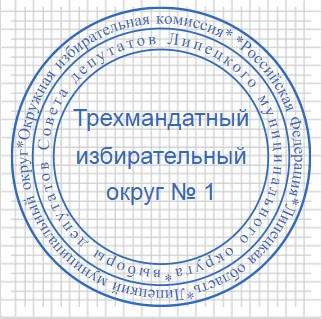 *Российская Федерация*Липецкая область*Липецкий муниципальный округ*Окружная избирательная комиссия*
*выборы депутатов Совета депутатов Липецкого муниципального округа*
Трехмандатный
избирательный
округ № 1